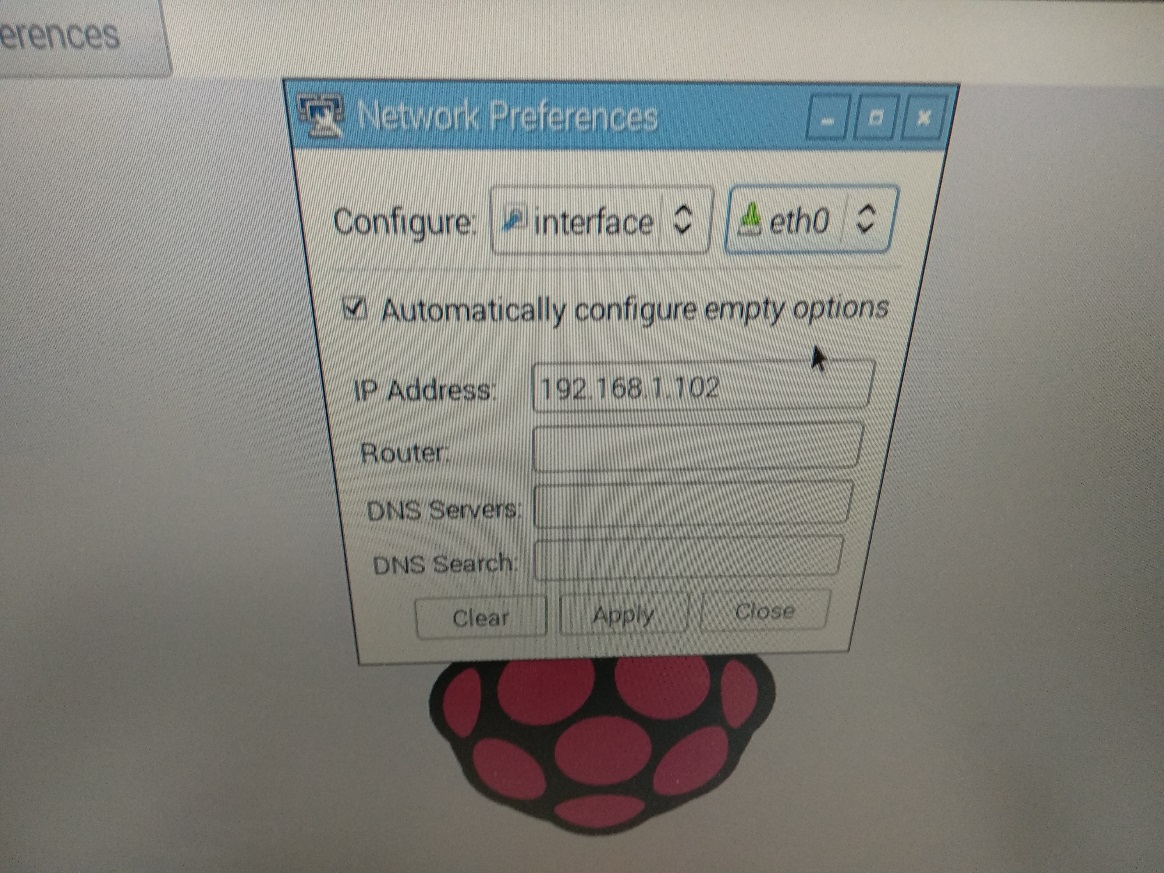 erences
Network Preferences
Configure: interface eth0
Automatically configure empty options
IP Address: 192.168.1.102
Router:
DNS Servers:
DNS Search:
Clear Apply Close